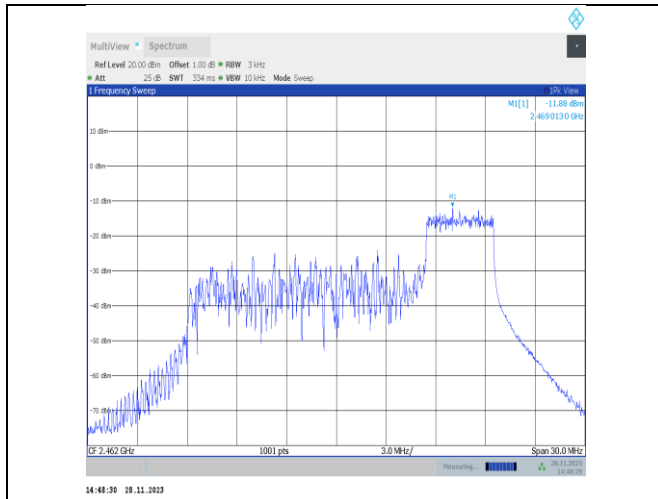 MultiView Spectrum
Ref Level 20.00 dBm Offset 1.00 dB RBW 3 kHz
Att 25 dB SWT 334 ms VBW 10 kHz Mode Sweep
1 Frequency Sweep 1Pk View
M1[1] -11.88 dBm
2.4690130 GHz
10 dBm
0 dBm
-10 dBm
M1
-20 dBm
-30 dBm
-40 dBm
-50 dBm
-60 dBm
-70 dBm
CF 2.462 GHz 1001 pts 3.0 MHz/ Span 30.0 MHz
Measuring... 28.11.2023
14:48:29
14:48:30 28.11.2023